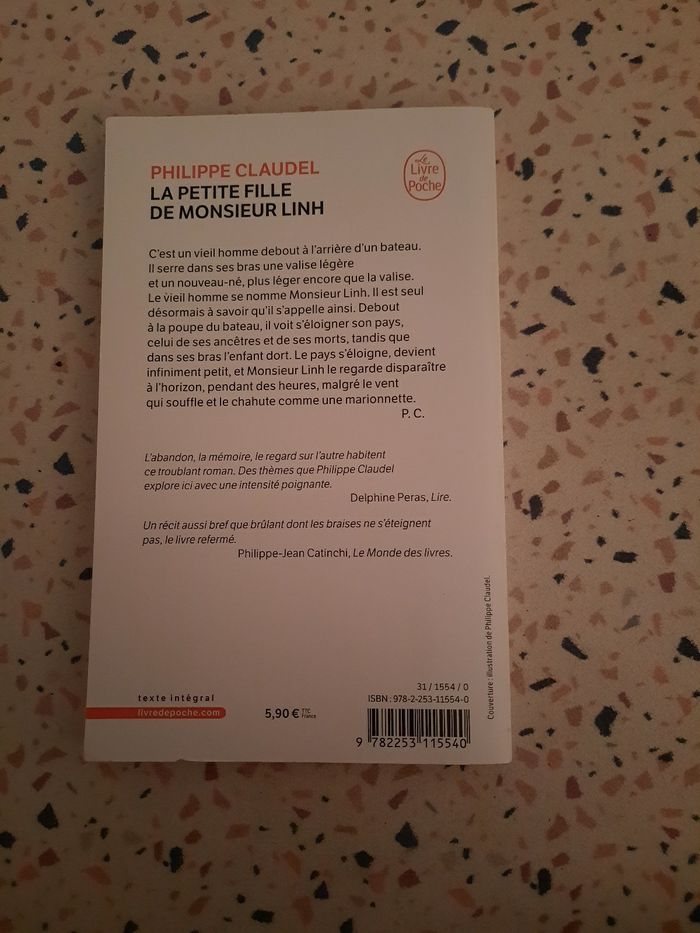 PHILIPPE CLAUDEL
LA PETITE FILLE
DE MONSIEUR LINH
Le
Livre
de
Poche
C'est un vieil homme debout à l'arrière d'un bateau.
Il serre dans ses bras une valise légère
et un nouveau-né, plus léger encore que la valise.
Le vieil homme se nomme Monsieur Linh. Il est seul
désormais à savoir qu'il s'appelle ainsi. Debout
à la poupe du bateau, il voit s'éloigner son pays,
celui de ses ancêtres et de ses morts, tandis que
dans ses bras l'enfant dort. Le pays s'éloigne, devient
infiniment petit, et Monsieur Linh le regarde disparaître
à l'horizon, pendant des heures, malgré le vent
qui souffle et le chahute comme une marionnette.
P. C.
L'abandon, la mémoire, le regard sur l'autre habitent
ce troublant roman. Des thèmes que Philippe Claudel
explore ici avec une intensité poignante.
Delphine Peras, Lire.
Un récit aussi bref que brûlant dont les braises ne s'éteignent
pas, le livre refermé.
Philippe-Jean Catinchi, Le Monde des livres.
Couverture : illustration de Philippe Claudel.
texte intégral
livredepoche.com
5,90 € TTC
France
31 / 1554 / 0
ISBN : 978-2-253-11554-0
9 782253 115540